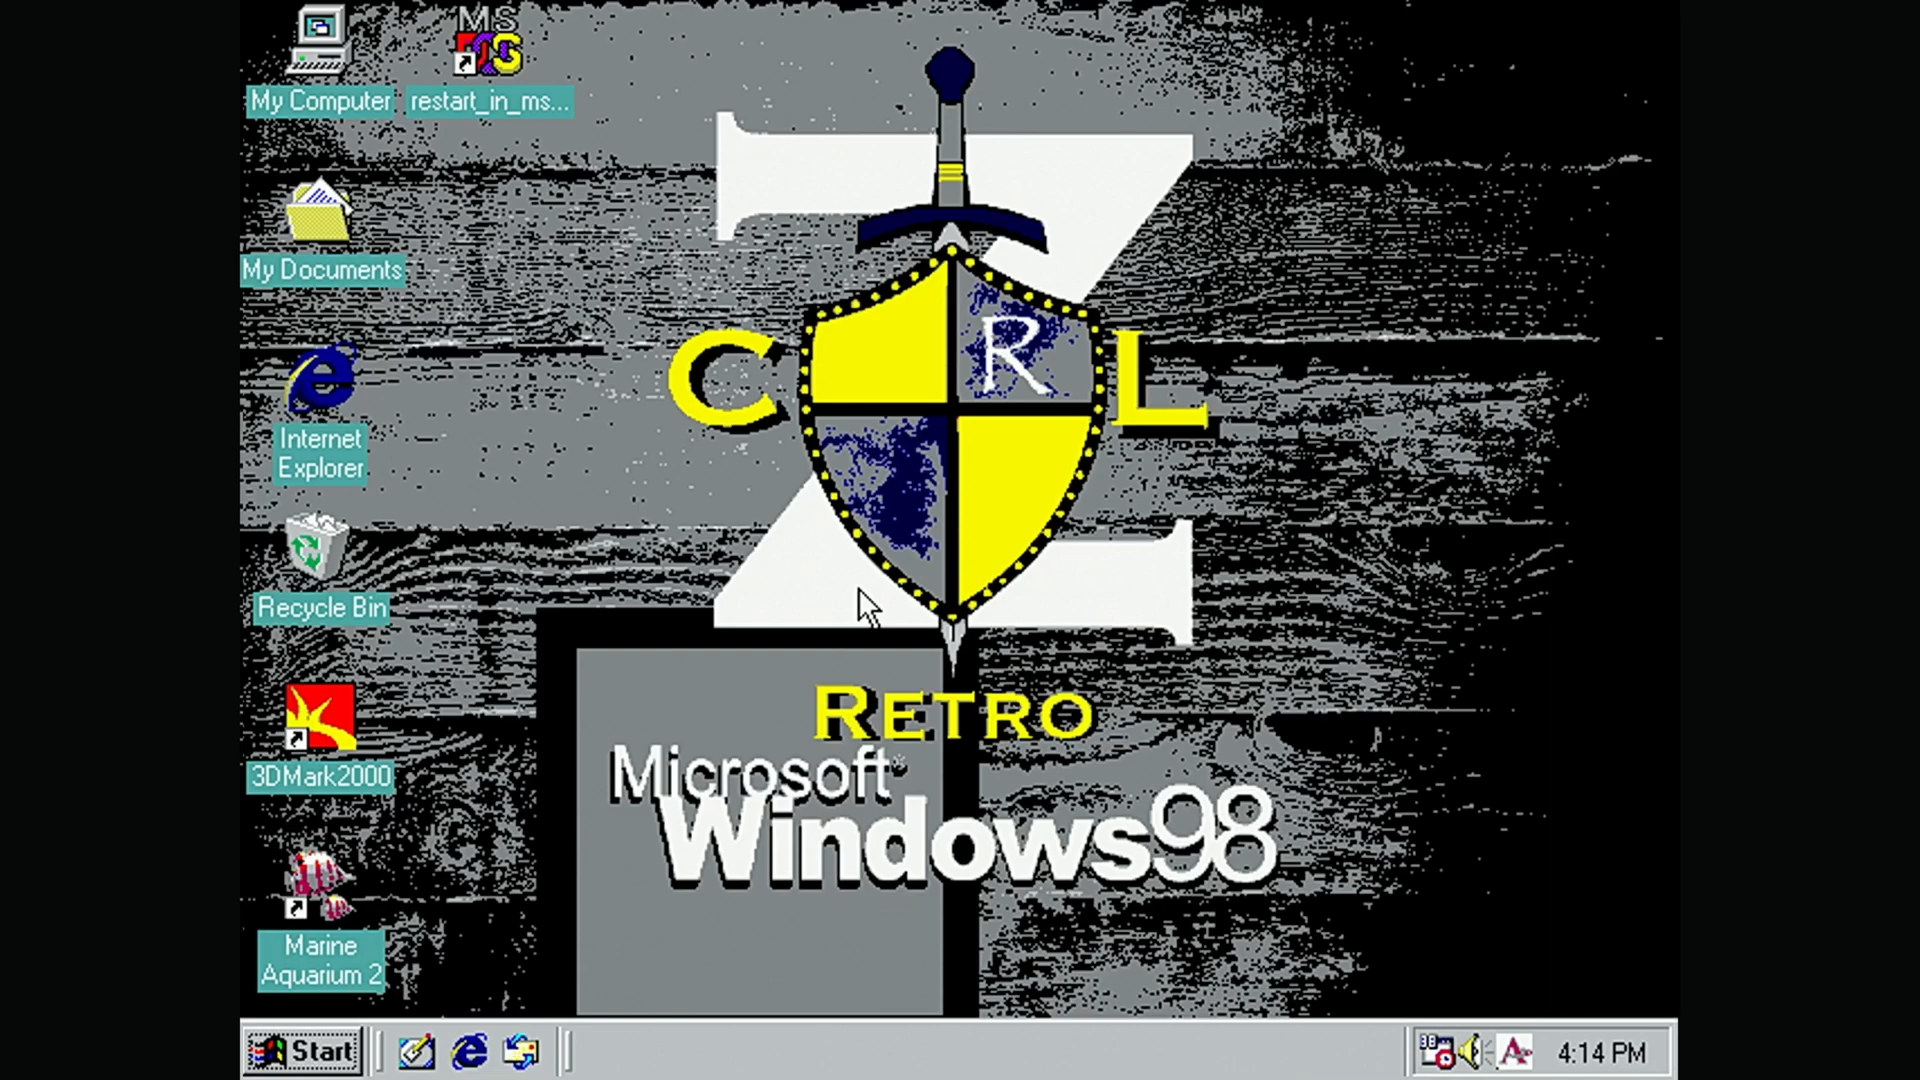 MS
My Computer
restart_in_ms...
My Documents
Internet
Explorer
Recycle Bin
3DMark2000
Marine
Aquarium 2
Z
C
R
L
RETRO
Microsoft®
Windows98
Start
4:14 PM